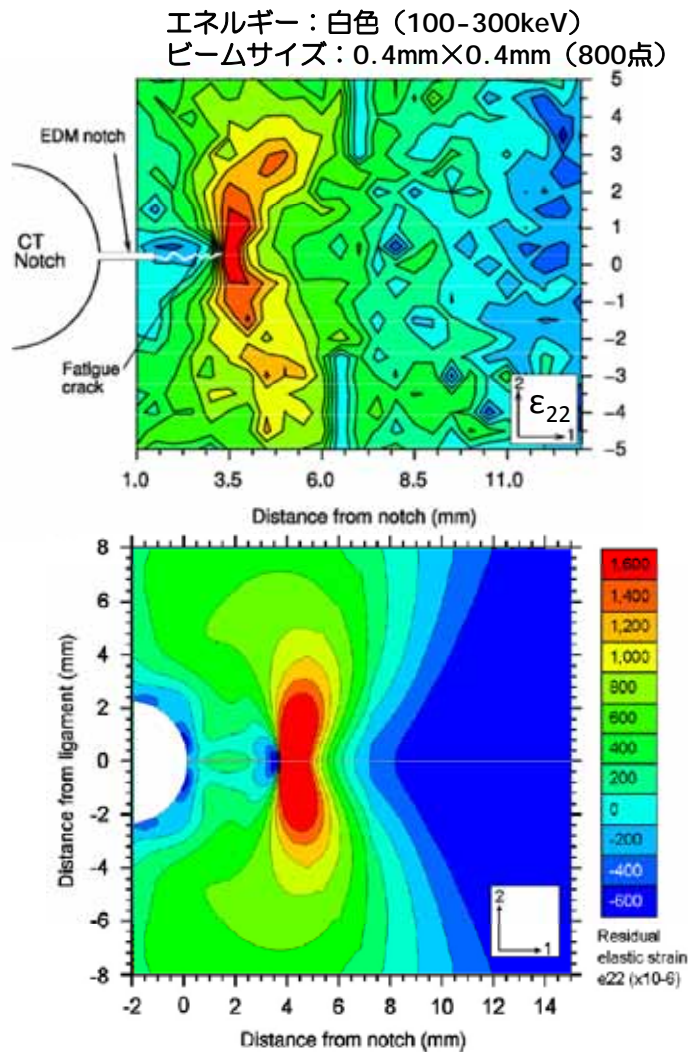 エネルギー：白色（100-300keV）
ビームサイズ：0.4mm×0.4mm（800点）
EDM notch
CT
Notch
Fatigue
crack
5
4
3
2
1
0
-1
-2
-3
-4
-5
2
ε22
1
1.0 3.5 6.0 8.5 11.0
Distance from notch (mm)
8
6
4
2
0
-2
-4
-6
-8
Distance from ligament (mm)
2
1
-2 0 2 4 6 8 10 12 14
Distance from notch (mm)
1,600
1,400
1,200
1,000
800
600
400
200
0
-200
-400
-600
Residual
elastic strain
e22 (x10-6)